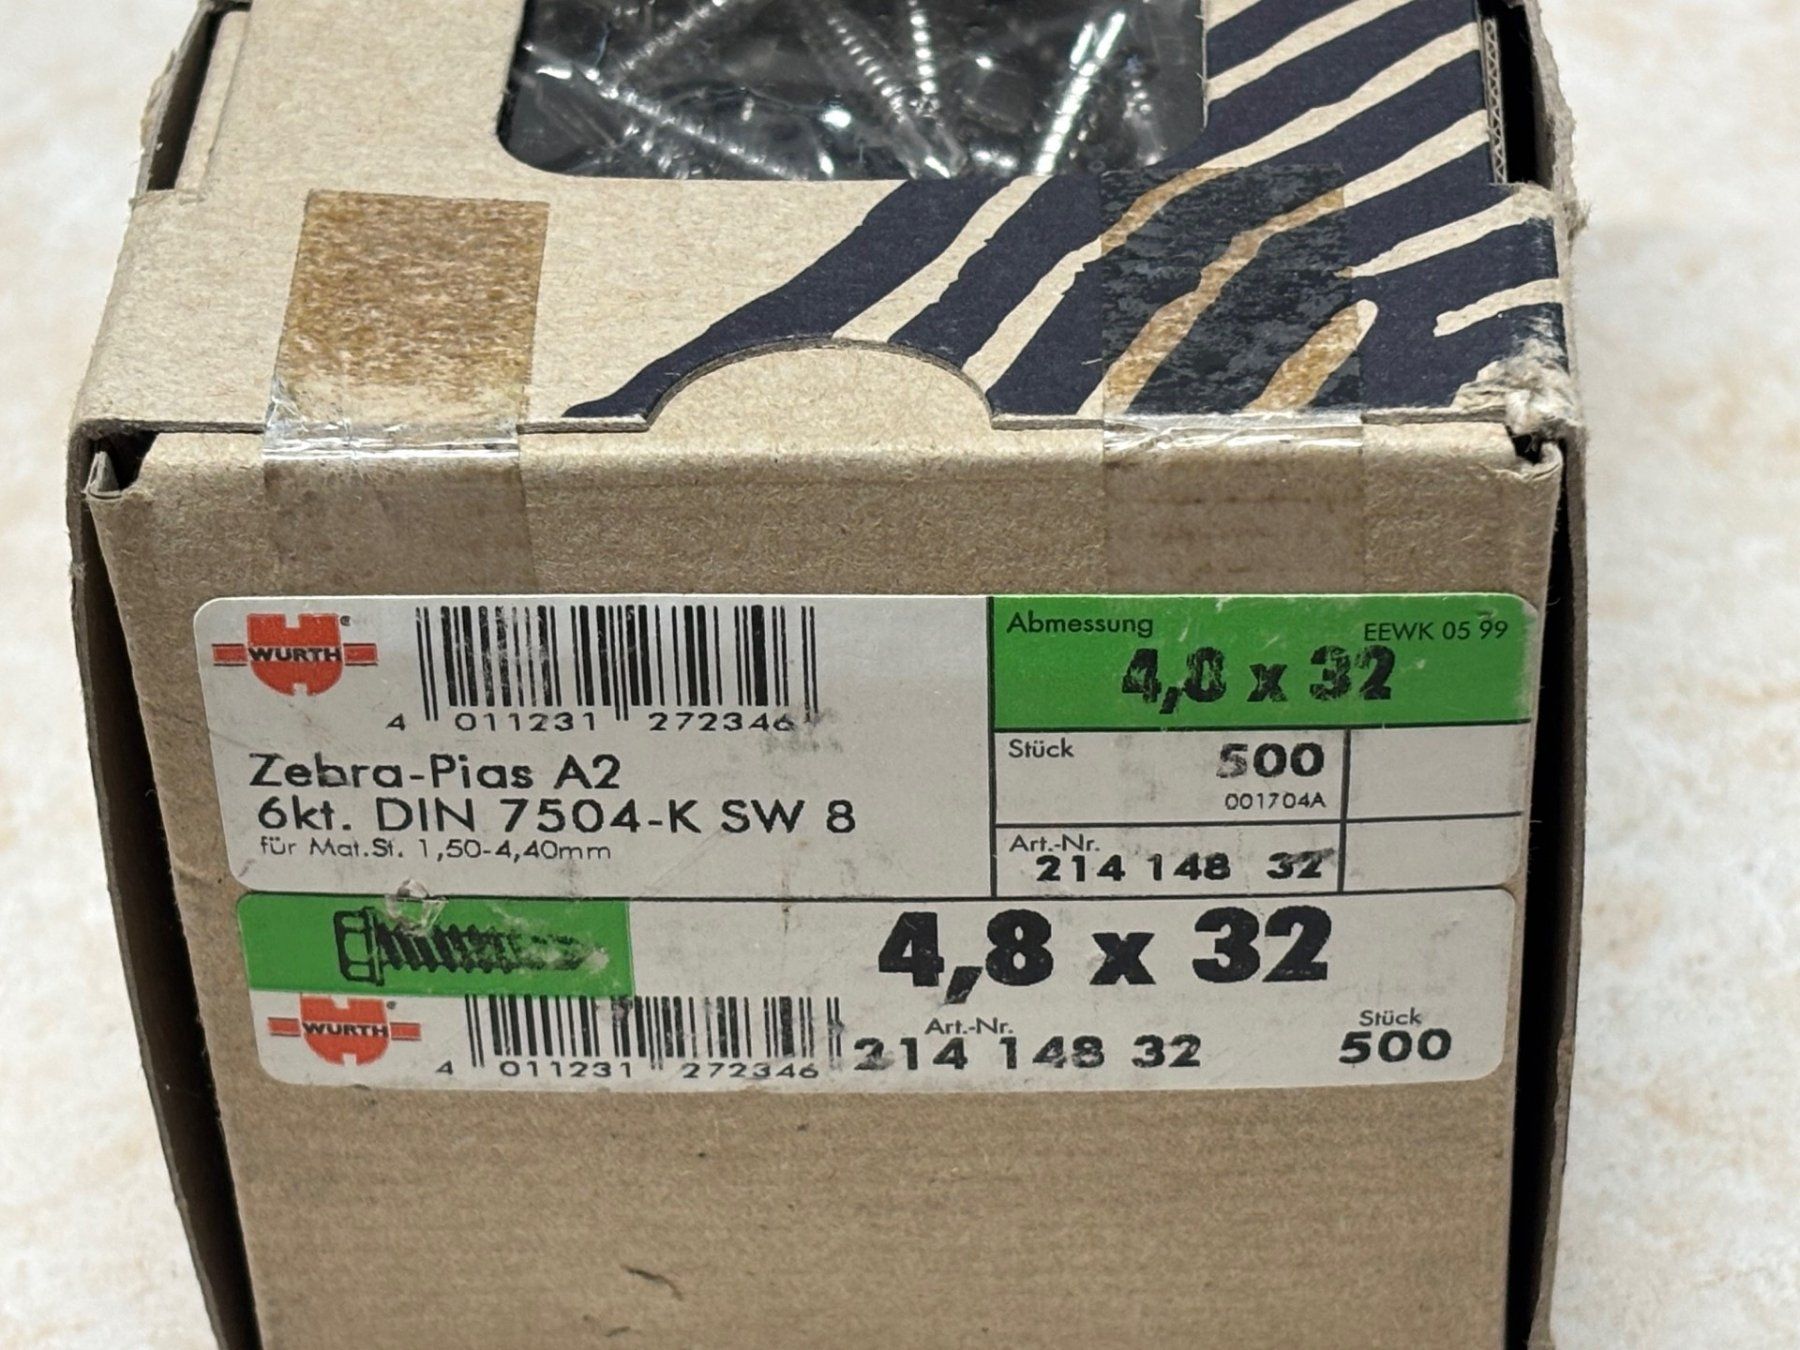 WURTH
4 011231 272346
Zebra-Pias A2
6kt. DIN 7504-K SW 8
für Mat.St. 1,50-4,40mm
Abmessung EEWK 05 99
4,8 x 32
Stück 500
001704A
Art.-Nr.
214 148 32
4,8 x 32
WURTH
4 011231 272346
Art.-Nr.
214 148 32
Stück
500